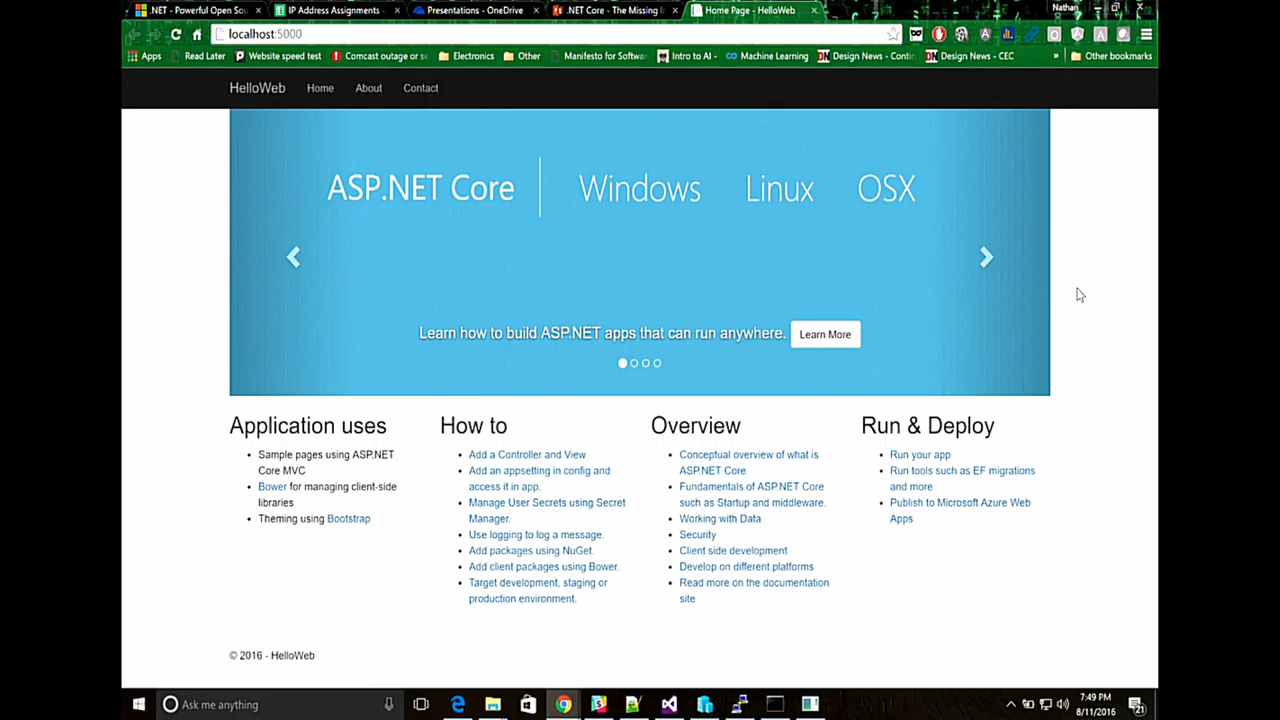 .NET - Powerful Open Sou
IP Address Assignments -
Presentations - OneDrive
.NET Core - The Missing I
Home Page - HelloWeb
Nathan
localhost:5000
Apps
Read Later
Website speed test
Comcast outage or se
Electronics
Other
Manifesto for Softwar
Intro to AI -
Machine Learning
Design News - Contin
Design News - CEC
»
Other bookmarks
HelloWeb
Home
About
Contact
ASP.NET Core
Windows
Linux
OSX
Learn how to build ASP.NET apps that can run anywhere.
Learn More
Application uses
Sample pages using ASP.NET
Core MVC
Bower for managing client-side
libraries
Theming using Bootstrap
How to
Add a Controller and View
Add an appsetting in config and
access it in app.
Manage User Secrets using Secret
Manager.
Use logging to log a message.
Add packages using NuGet.
Add client packages using Bower.
Target development, staging or
production environment.
Overview
Conceptual overview of what is
ASP.NET Core
Fundamentals of ASP.NET Core
such as Startup and middleware.
Working with Data
Security
Client side development
Develop on different platforms
Read more on the documentation
site
Run & Deploy
Run your app
Run tools such as EF migrations
and more
Publish to Microsoft Azure Web
Apps
© 2016 - HelloWeb
Ask me anything
7:49 PM
8/11/2016
21